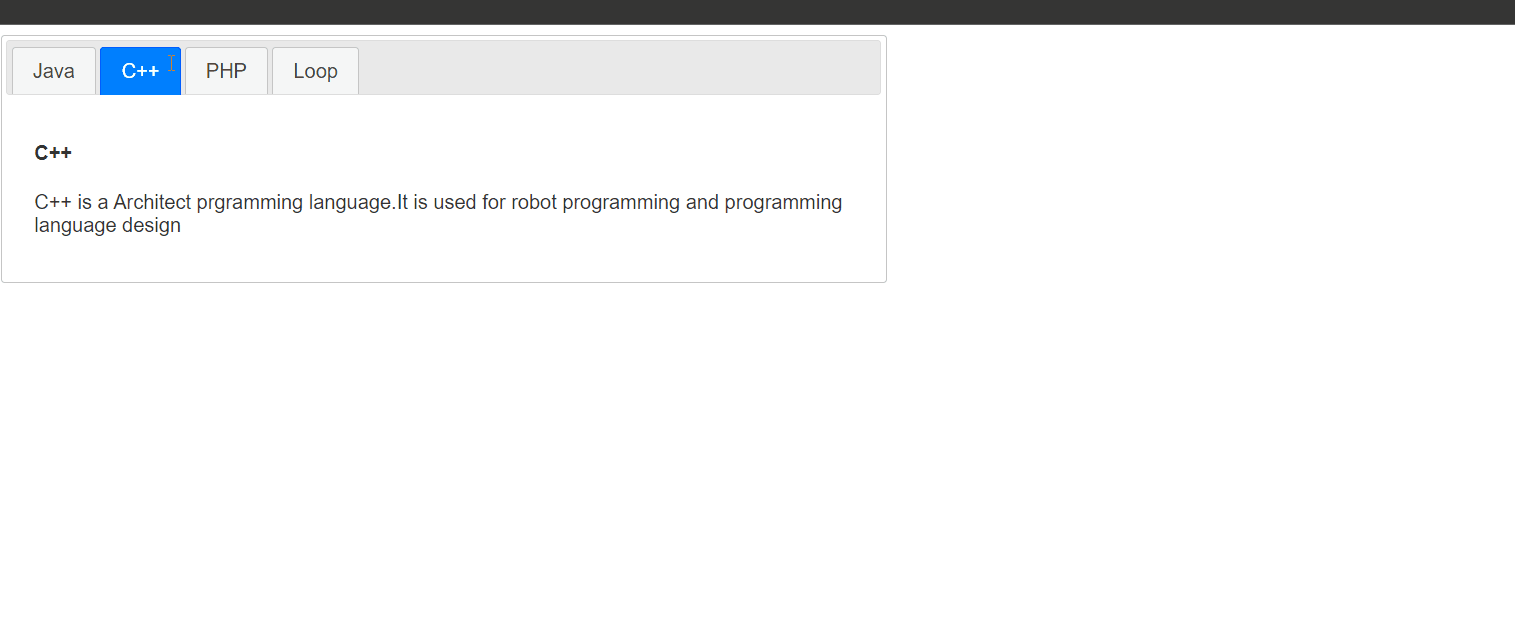 Java C++ PHP Loop
C++
C++ is a Architect prgramming language.It is used for robot programming and programming
language design